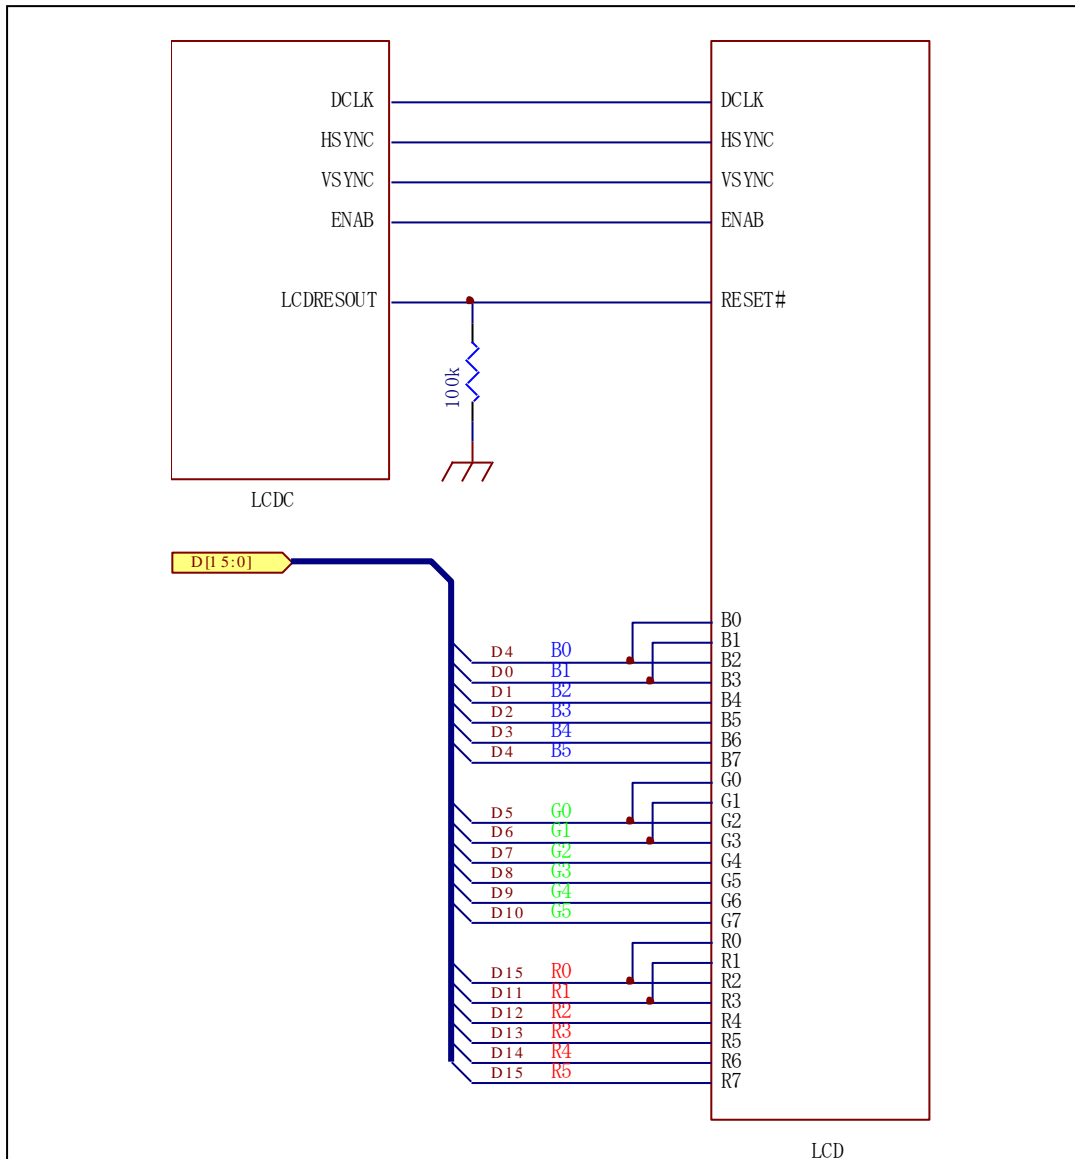 DCLK DCLK
HSYNC HSYNC
VSYNC VSYNC
ENAB ENAB
LCDRESOUT RESET#
100k
LCDC
D[15:0]
B0
B1
D4 B0 B2
D0 B1 B3
D1 B2 B4
D2 B3 B5
D3 B4 B6
D4 B5 B7
G0
G1
D5 G0 G2
D6 G1 G3
D7 G2 G4
D8 G3 G5
D9 G4 G6
D10 G5 G7
R0
R1
D15 R0 R2
D11 R1 R3
D12 R2 R4
D13 R3 R5
D14 R4 R6
D15 R5 R7
LCD